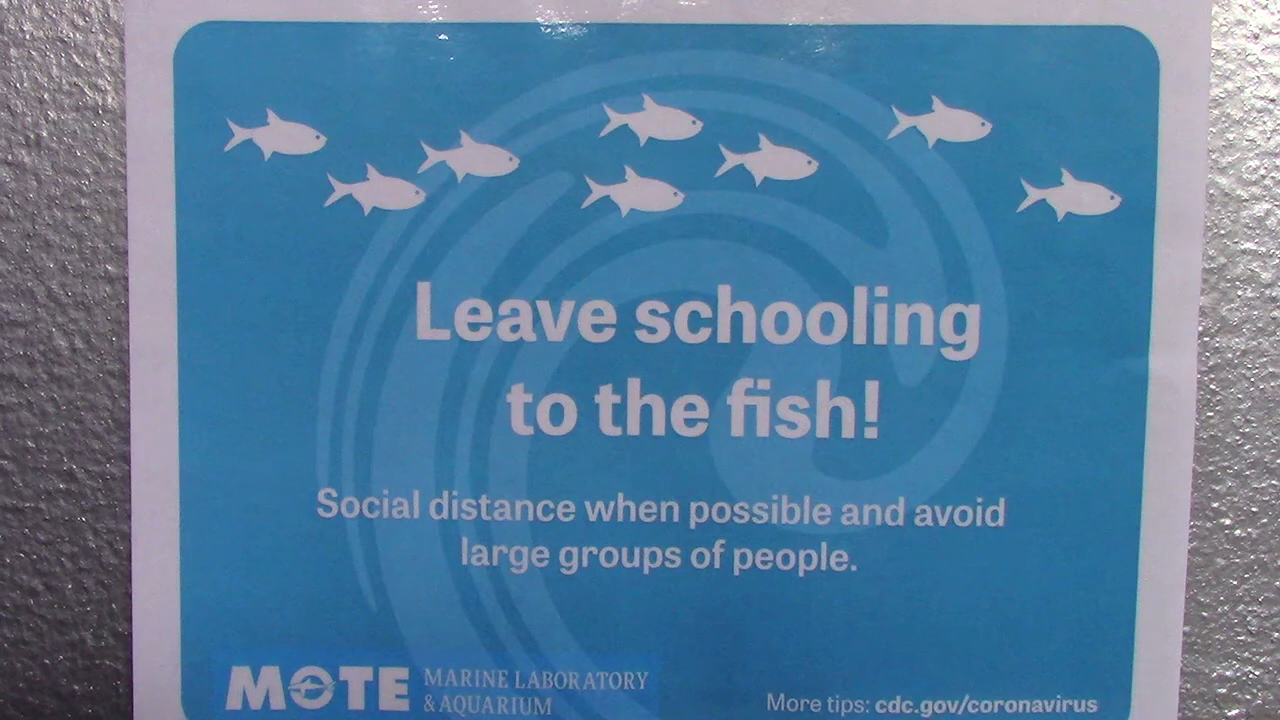 Leave schooling
to the fish!
Social distance when possible and avoid
large groups of people.
MOTE MARINE LABORATORY
& AQUARIUM
More tips: cdc.gov/coronavirus